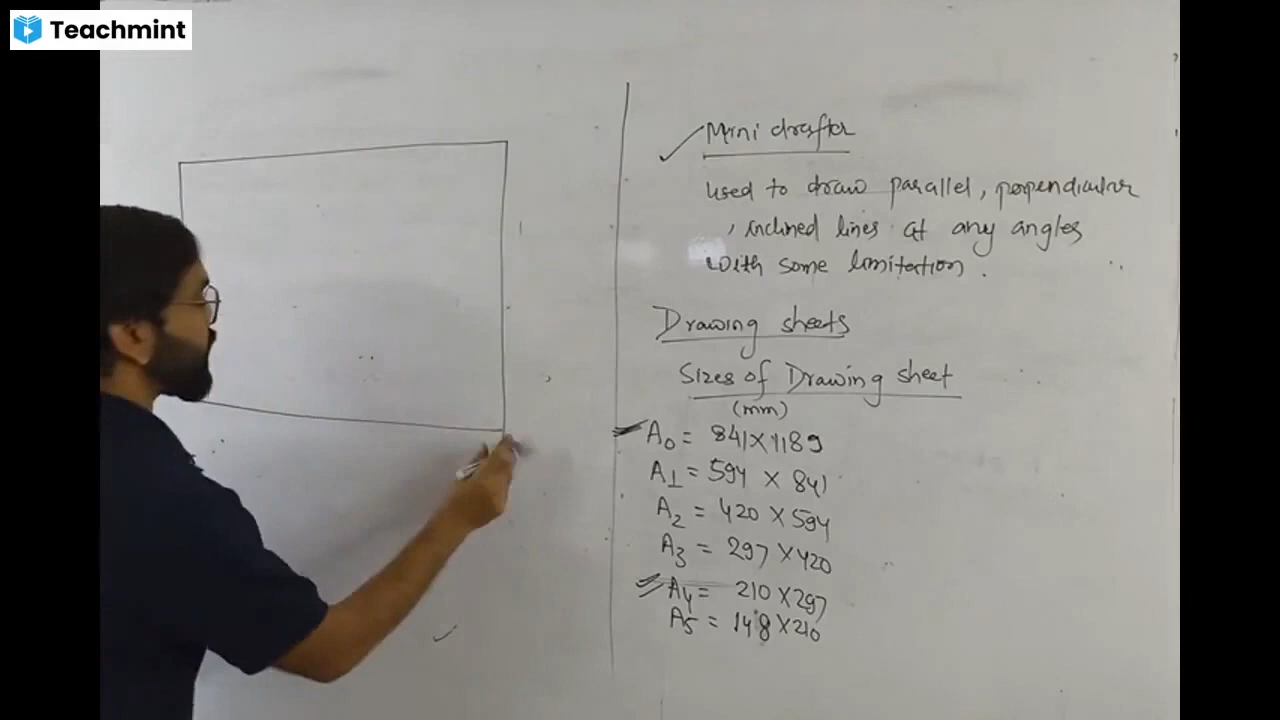 Teachmint
Mini drafter
used to draw parallel, perpendicular
, inclined lines at any angles
with some limitation.
Drawing sheets
Sizes of Drawing sheet
(mm)
A0 = 841 X 1189
A1 = 594 X 841
A2 = 420 X 594
A3 = 297 X 420
A4 = 210 X 297
A5 = 148 X 210